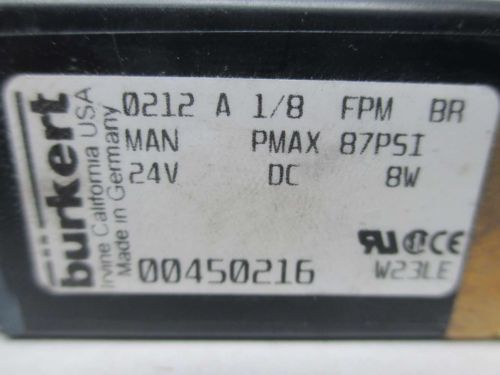 burkert
Irvine California USA
Made in Germany
0212 A 1/8 FPM BR
MAN PMAX 87PSI
24V DC 8W
00450216
CE
W23LE